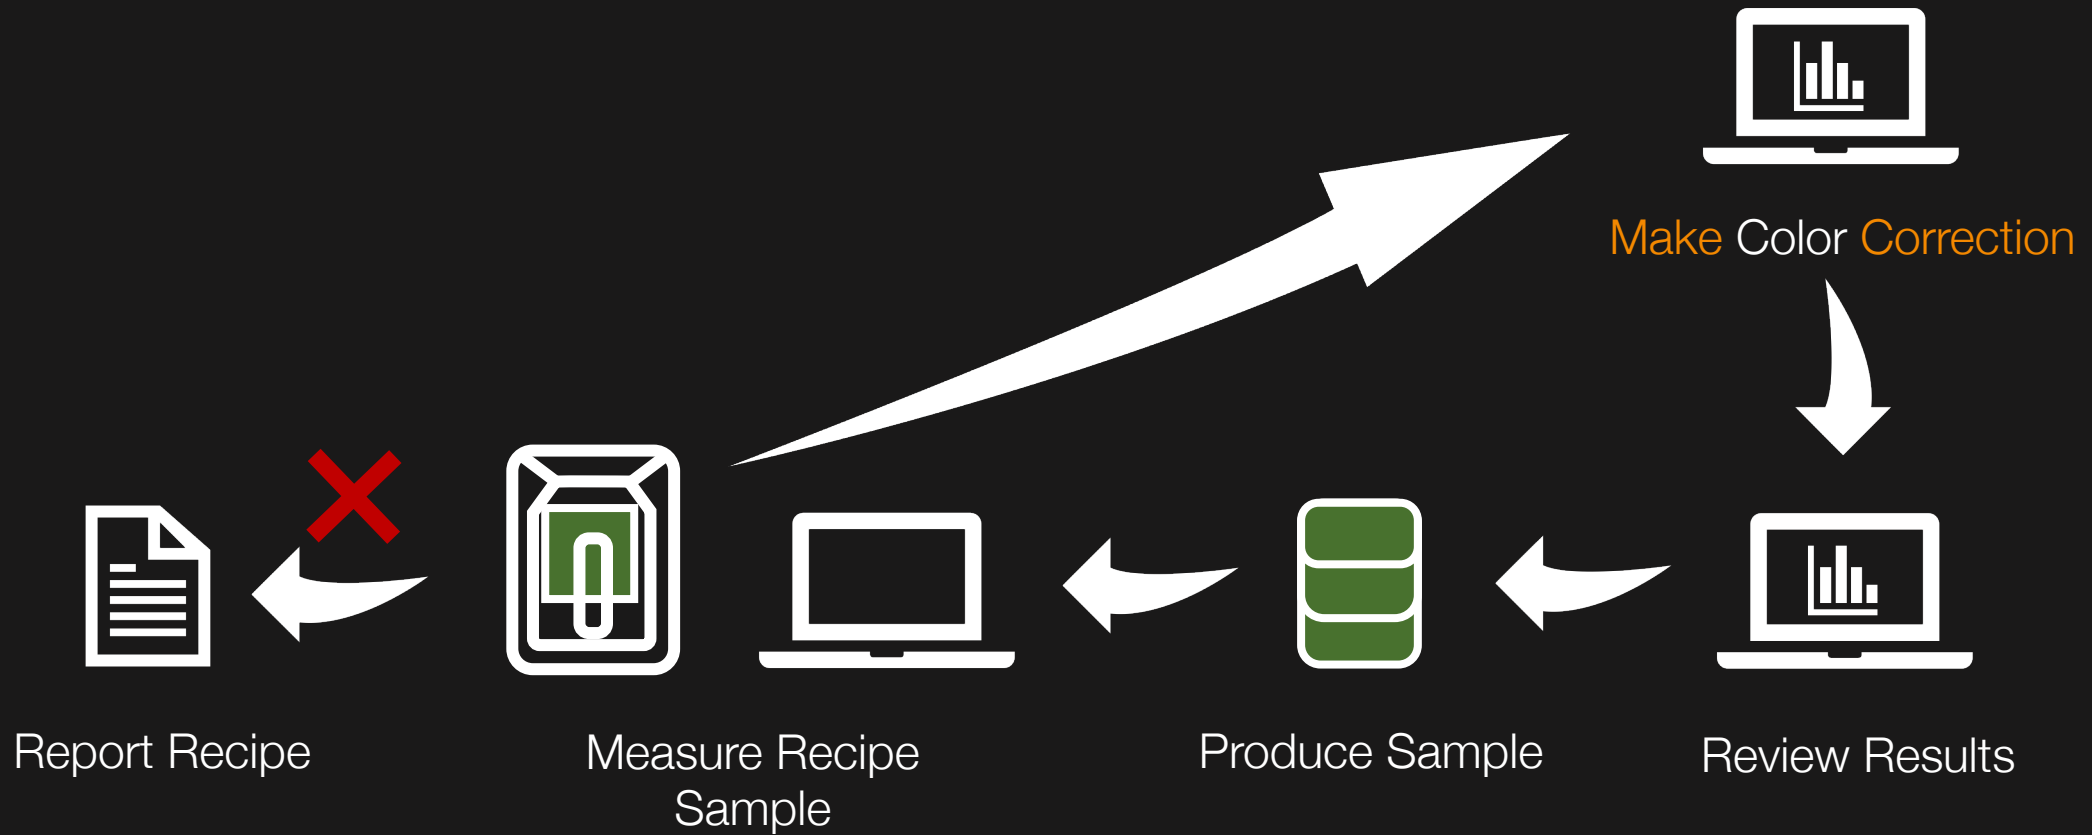 Make Color Correction
Report Recipe
Measure Recipe
Sample
Produce Sample
Review Results